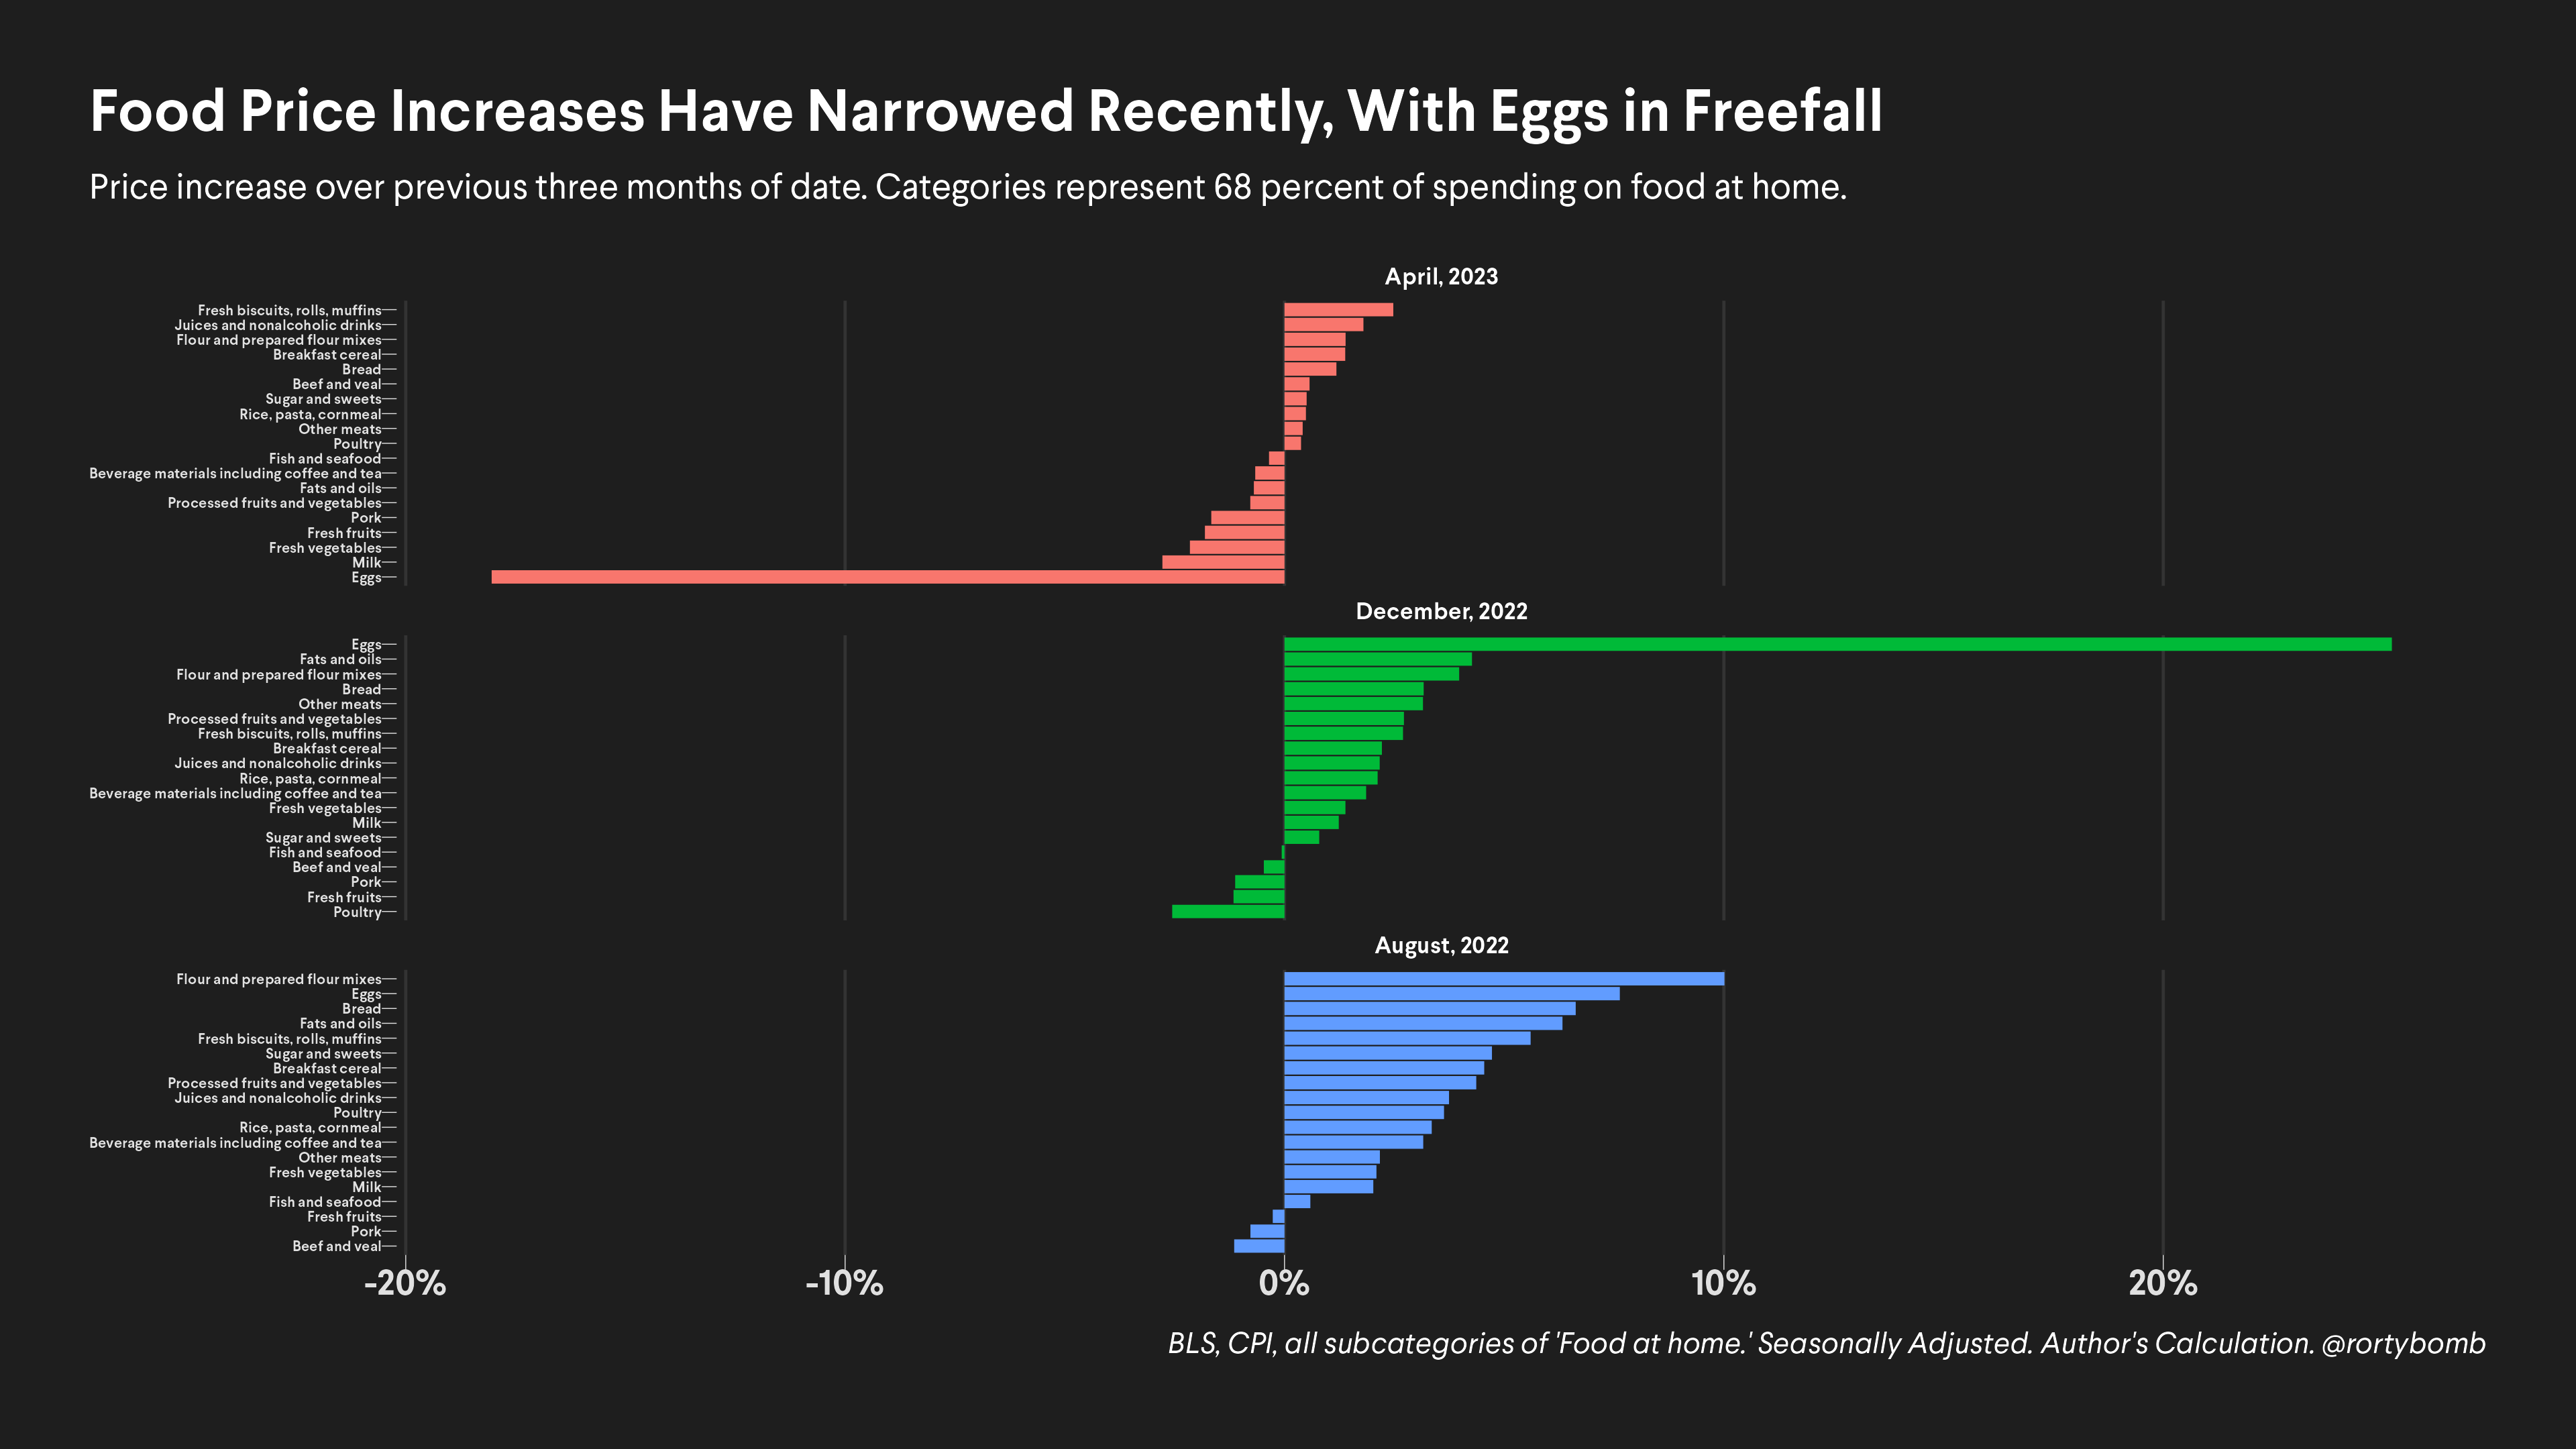 Food Price Increases Have Narrowed Recently, With Eggs in Freefall
Price increase over previous three months of date. Categories represent 68 percent of spending on food at home.
April, 2023
Fresh biscuits, rolls, muffins
Juices and nonalcoholic drinks
Flour and prepared flour mixes
Breakfast cereal
Bread
Beef and veal
Sugar and sweets
Rice, pasta, cornmeal
Other meats
Poultry
Fish and seafood
Beverage materials including coffee and tea
Fats and oils
Processed fruits and vegetables
Pork
Fresh fruits
Fresh vegetables
Milk
Eggs
December, 2022
Eggs
Fats and oils
Flour and prepared flour mixes
Bread
Other meats
Processed fruits and vegetables
Fresh biscuits, rolls, muffins
Breakfast cereal
Juices and nonalcoholic drinks
Rice, pasta, cornmeal
Beverage materials including coffee and tea
Fresh vegetables
Milk
Sugar and sweets
Fish and seafood
Beef and veal
Pork
Fresh fruits
Poultry
August, 2022
Flour and prepared flour mixes
Eggs
Bread
Fats and oils
Fresh biscuits, rolls, muffins
Sugar and sweets
Breakfast cereal
Processed fruits and vegetables
Juices and nonalcoholic drinks
Poultry
Rice, pasta, cornmeal
Beverage materials including coffee and tea
Other meats
Fresh vegetables
Milk
Fish and seafood
Fresh fruits
Pork
Beef and veal
-20% -10% 0% 10% 20%
BLS, CPI, all subcategories of 'Food at home.' Seasonally Adjusted. Author's Calculation. @rortybomb